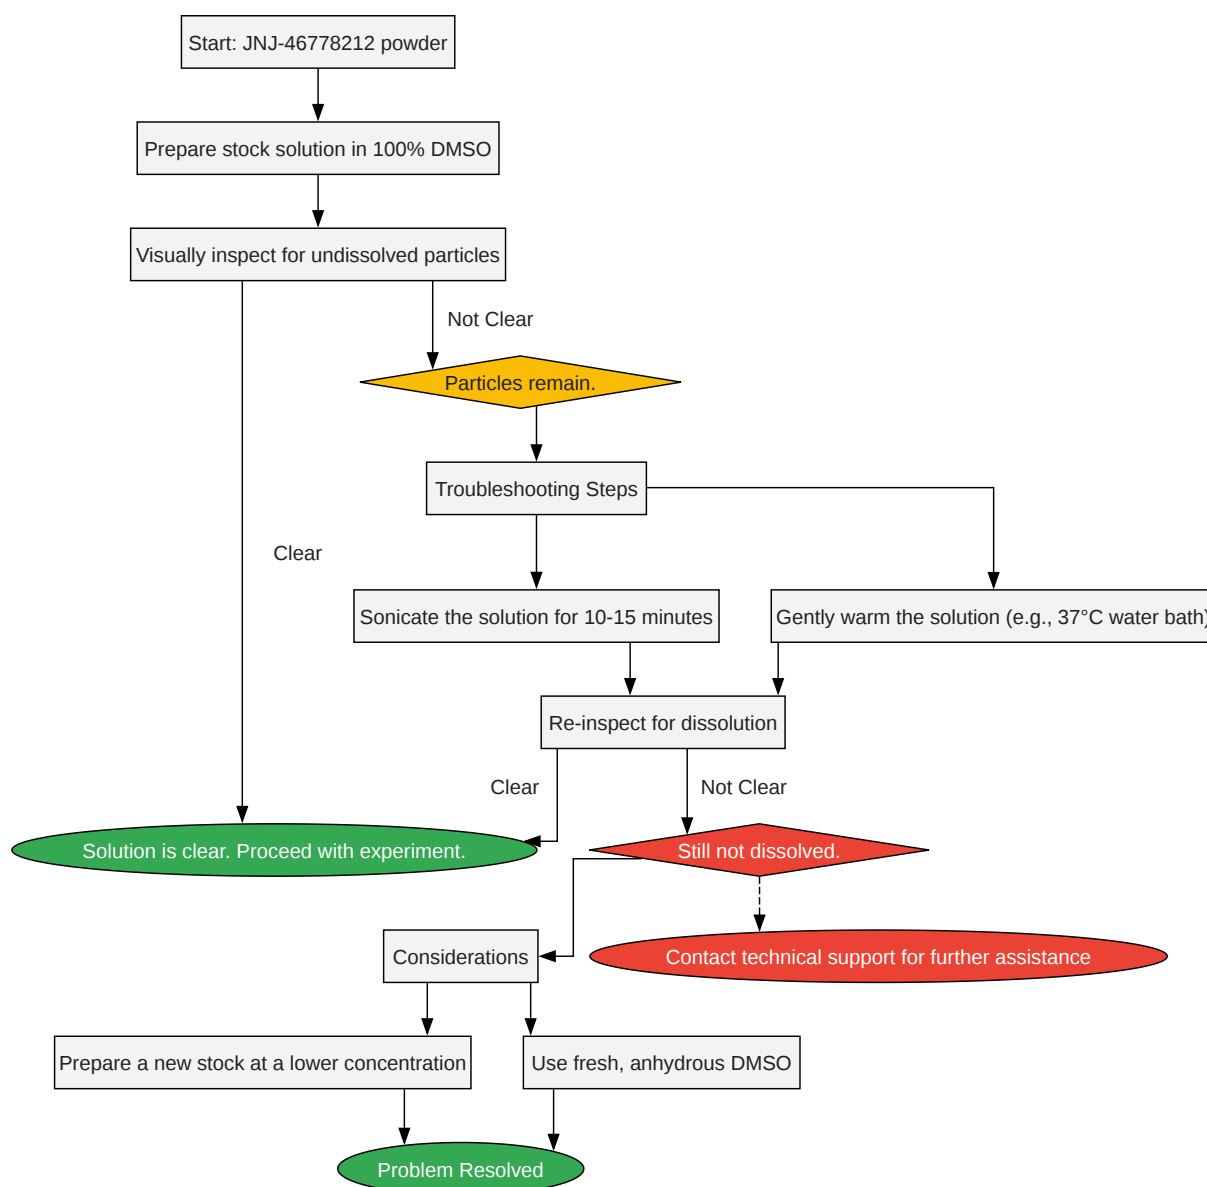 Start: JNJ-46778212 powder
Prepare stock solution in 100% DMSO
Visually inspect for undissolved particles
Not Clear
Particles remain.
Troubleshooting Steps
Clear
Sonicate the solution for 10-15 minutes
Gently warm the solution (e.g., 37°C water bath)
Re-inspect for dissolution
Clear
Not Clear
Solution is clear. Proceed with experiment.
Still not dissolved.
Considerations
Contact technical support for further assistance
Prepare a new stock at a lower concentration
Use fresh, anhydrous DMSO
Problem Resolved